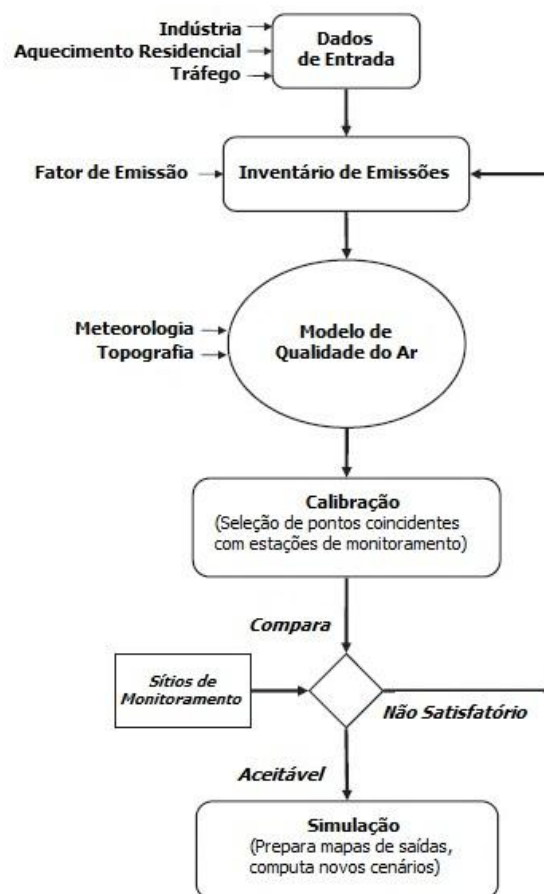 Indústria
Aquecimento Residencial
Tráfego
Dados
de Entrada
Fator de Emissão
Inventário de Emissões
Meteorologia
Topografia
Modelo de
Qualidade do Ar
Calibração
(Seleção de pontos coincidentes
com estações de monitoramento)
Compara
Sítios de
Monitoramento
Não Satisfatório
Aceitável
Simulação
(Prepara mapas de saídas,
computa novos cenários)